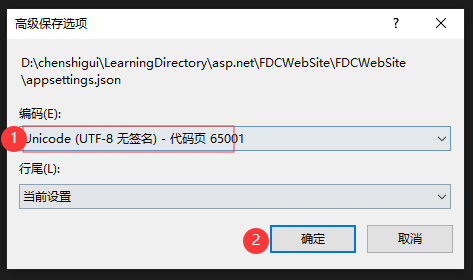 高级保存选项
?
D:\chenshigui\LearningDirectory\asp.net\FDCWebSite\FDCWebSite
\appsettings.json
编码(E):
1 Unicode (UTF-8 无签名) - 代码页 65001
行尾(L):
当前设置
2 确定 取消